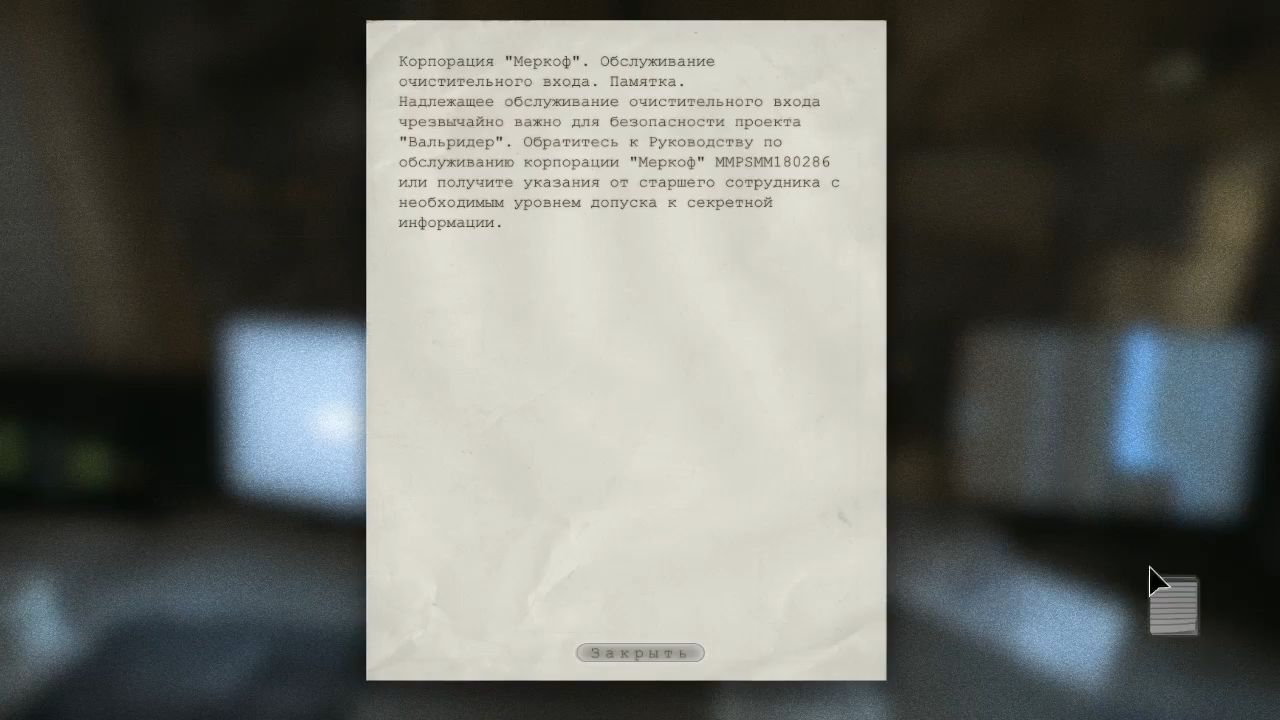 Корпорация "Меркоф". Обслуживание
очистительного входа. Памятка.
Надлежащее обслуживание очистительного входа
чрезвычайно важно для безопасности проекта
"Вальридер". Обратитесь к Руководству по
обслуживанию корпорации "Меркоф" MMPSMM180286
или получите указания от старшего сотрудника с
необходимым уровнем допуска к секретной
информации.
Закрыть